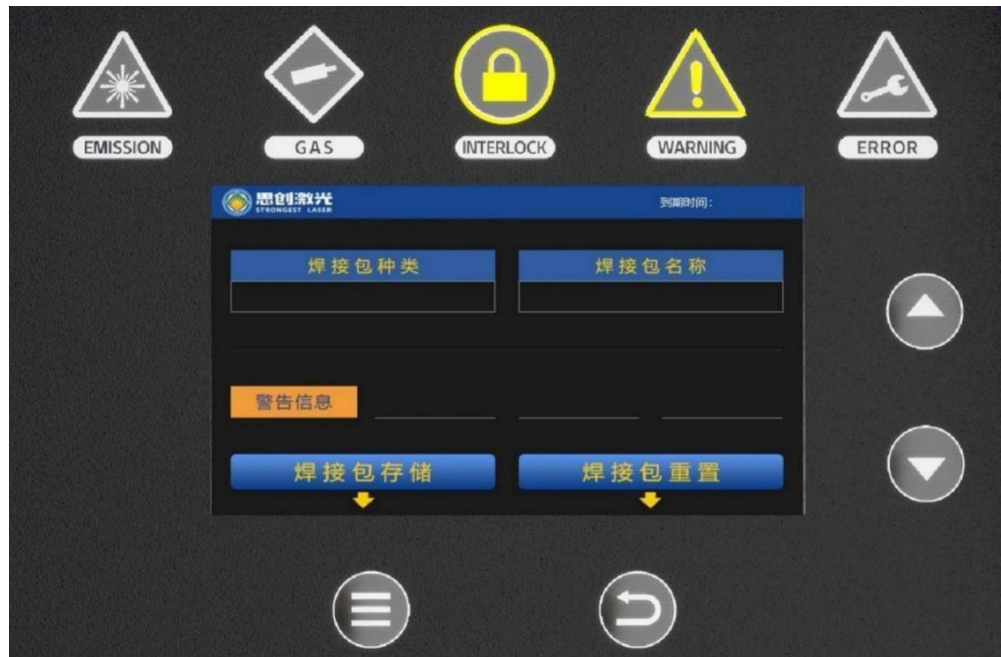 EMISSION
GAS
INTERLOCK
WARNING
ERROR
思创激光
STRONGEST LASER
到期时间:
焊接包种类
焊接包名称
警告信息
焊接包存储
焊接包重置